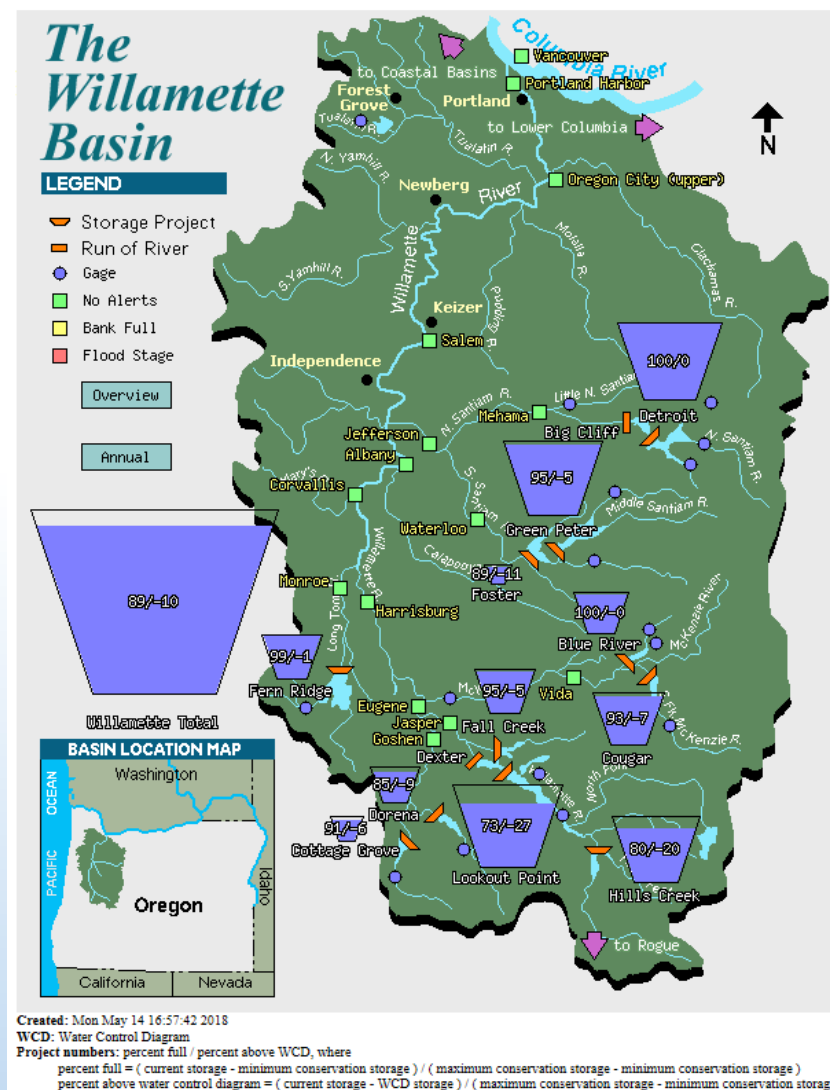 The
Willamette
Basin
LEGEND
Storage Project
Run of River
Gage
No Alerts
Bank Full
Flood Stage
Overview
Annual
Columbia River
Vancouver
to Coastal Basins
Portland Harbor
Forest
Grove
Portland
Tualatin R.
to Lower Columbia
N
Tualatin R.
N. Yamhill R.
Oregon City (upper)
Newberg
River
Willamette
Molalla R.
Clackamas R.
S.Yamhill R.
Pudding R.
Keizer
Salem
100/0
Independence
Little N. Santiam
Detroit
N. Santiam R.
Mehama
Big Cliff
N. Santiam R.
Jefferson
Albany
95/-5
Mary's
Corvallis
S. Santiam
Middle Santiam R.
Waterloo
Green Peter
Willamette R.
89/-11
Foster
89/-10
Monroe
100/-0
Harrisburg
Long Tom
Blue River
McKenzie River
99/-1
Fern Ridge
95/-5
Vida
Eugene
Willamette Total
Jasper
Fall Creek
93/-7
Goshen
Dexter
Cougar
BASIN LOCATION MAP
Washington
PACIFIC OCEAN
Idaho
Oregon
California
Nevada
85/-9
Dorena
91/-6
Cottage Grove
73/-27
Lookout Point
80/-20
Hills Creek
to Rogue
Created: Mon May 14 16:57:42 2018
WCD: Water Control Diagram
Project numbers: percent full / percent above WCD, where
percent full = ( current storage - minimum conservation storage ) / ( maximum conservation storage - minimum conservation storage )
percent above water control diagram = ( current storage - WCD storage ) / ( maximum conservation storage - minimum conservation storag